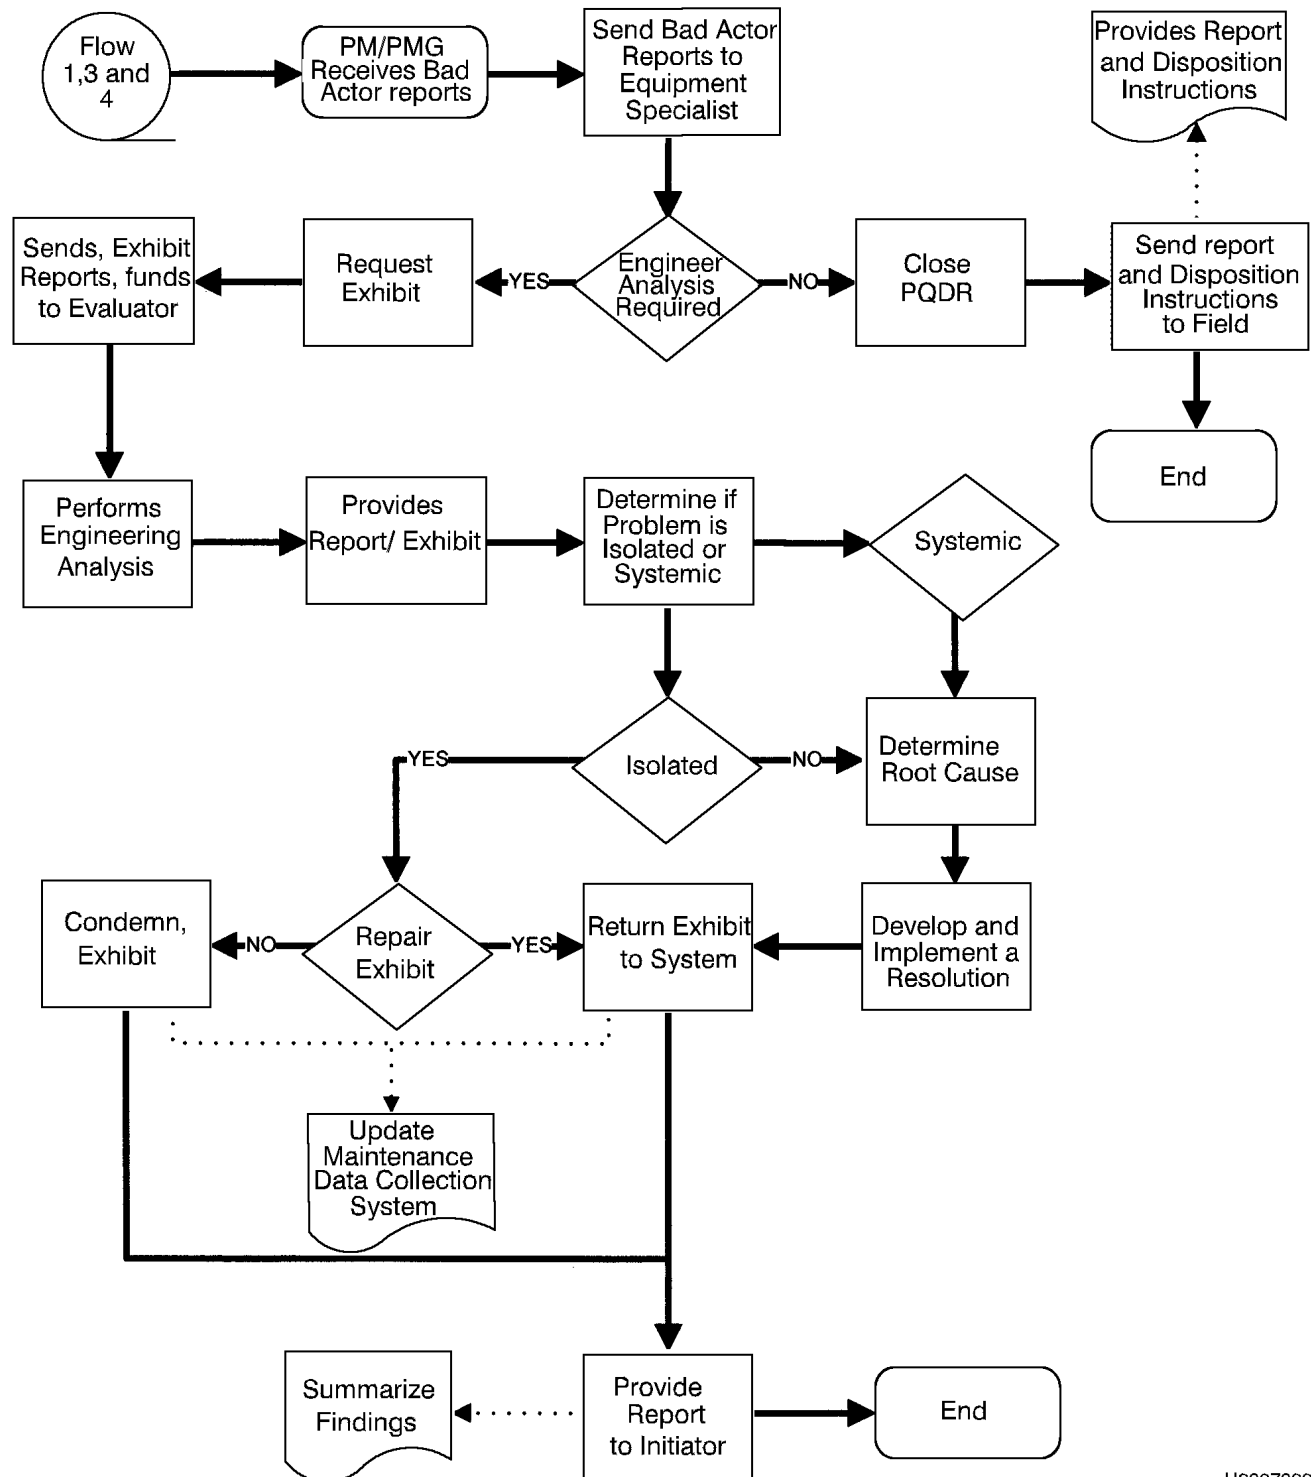 Flow
1,3 and
4
PM/PMG
Receives Bad
Actor reports
Send Bad Actor
Reports to
Equipment
Specialist
Provides Report
and Disposition
Instructions
Sends, Exhibit
Reports, funds
to Evaluator
Request
Exhibit
YES
Engineer
Analysis
Required
NO
Close
PQDR
Send report
and Disposition
Instructions
to Field
End
Performs
Engineering
Analysis
Provides
Report/ Exhibit
Determine if
Problem is
Isolated or
Systemic
Systemic
YES
Isolated
NO
Determine
Root Cause
Condemn,
Exhibit
NO
Repair
Exhibit
YES
Return Exhibit
to System
Develop and
Implement a
Resolution
Update
Maintenance
Data Collection
System
Summarize
Findings
Provide
Report
to Initiator
End